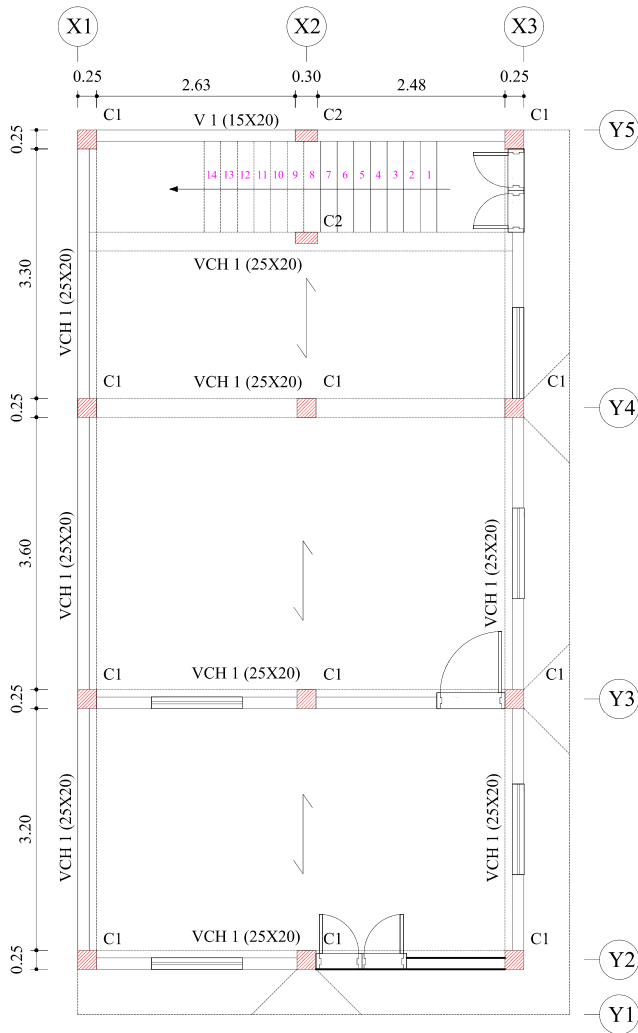 X1 X2 X3
0.25 2.63 0.30 2.48 0.25
C1 C2 C1
V 1 (15X20)
Y5
0.25
14 13 12 11 10 9 8 7 6 5 4 3 2 1
C2
VCH 1 (25X20)
VCH 1 (25X20)
3.30
C1 VCH 1 (25X20) C1 C1
0.25
Y4
3.60
VCH 1 (25X20)
VCH 1 (25X20)
C1 VCH 1 (25X20) C1 C1
0.25
Y3
3.20
VCH 1 (25X20)
VCH 1 (25X20)
C1 VCH 1 (25X20) C1 C1
0.25
Y2
Y1